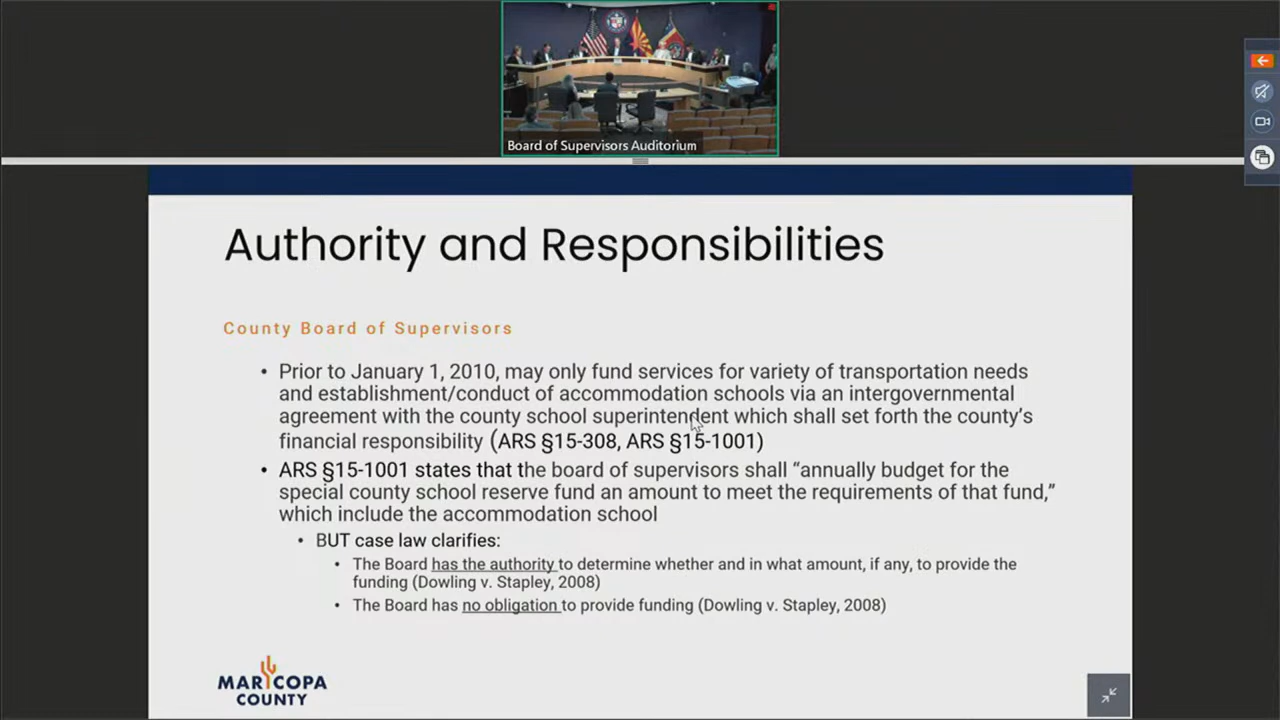 Board of Supervisors Auditorium
Authority and Responsibilities
County Board of Supervisors
• Prior to January 1, 2010, may only fund services for variety of transportation needs
and establishment/conduct of accommodation schools via an intergovernmental
agreement with the county school superintendent which shall set forth the county's
financial responsibility (ARS §15-308, ARS §15-1001)
• ARS §15-1001 states that the board of supervisors shall “annually budget for the
special county school reserve fund an amount to meet the requirements of that fund,”
which include the accommodation school
• BUT case law clarifies:
• The Board has the authority to determine whether and in what amount, if any, to provide the
funding (Dowling v. Stapley, 2008)
• The Board has no obligation to provide funding (Dowling v. Stapley, 2008)
MARICOPA
COUNTY